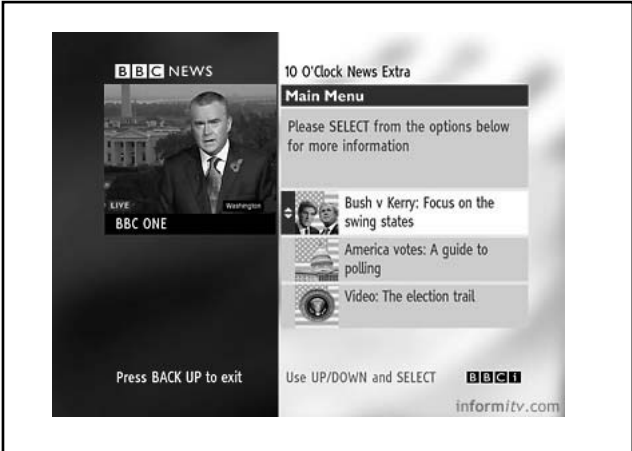 BBC NEWS
LIVE
Washington
BBC ONE
Press BACK UP to exit
10 O'Clock News Extra
Main Menu
Please SELECT from the options below
for more information
Bush v Kerry: Focus on the
swing states
America votes: A guide to
polling
Video: The election trail
Use UP/DOWN and SELECT
BBCi
informitv.com